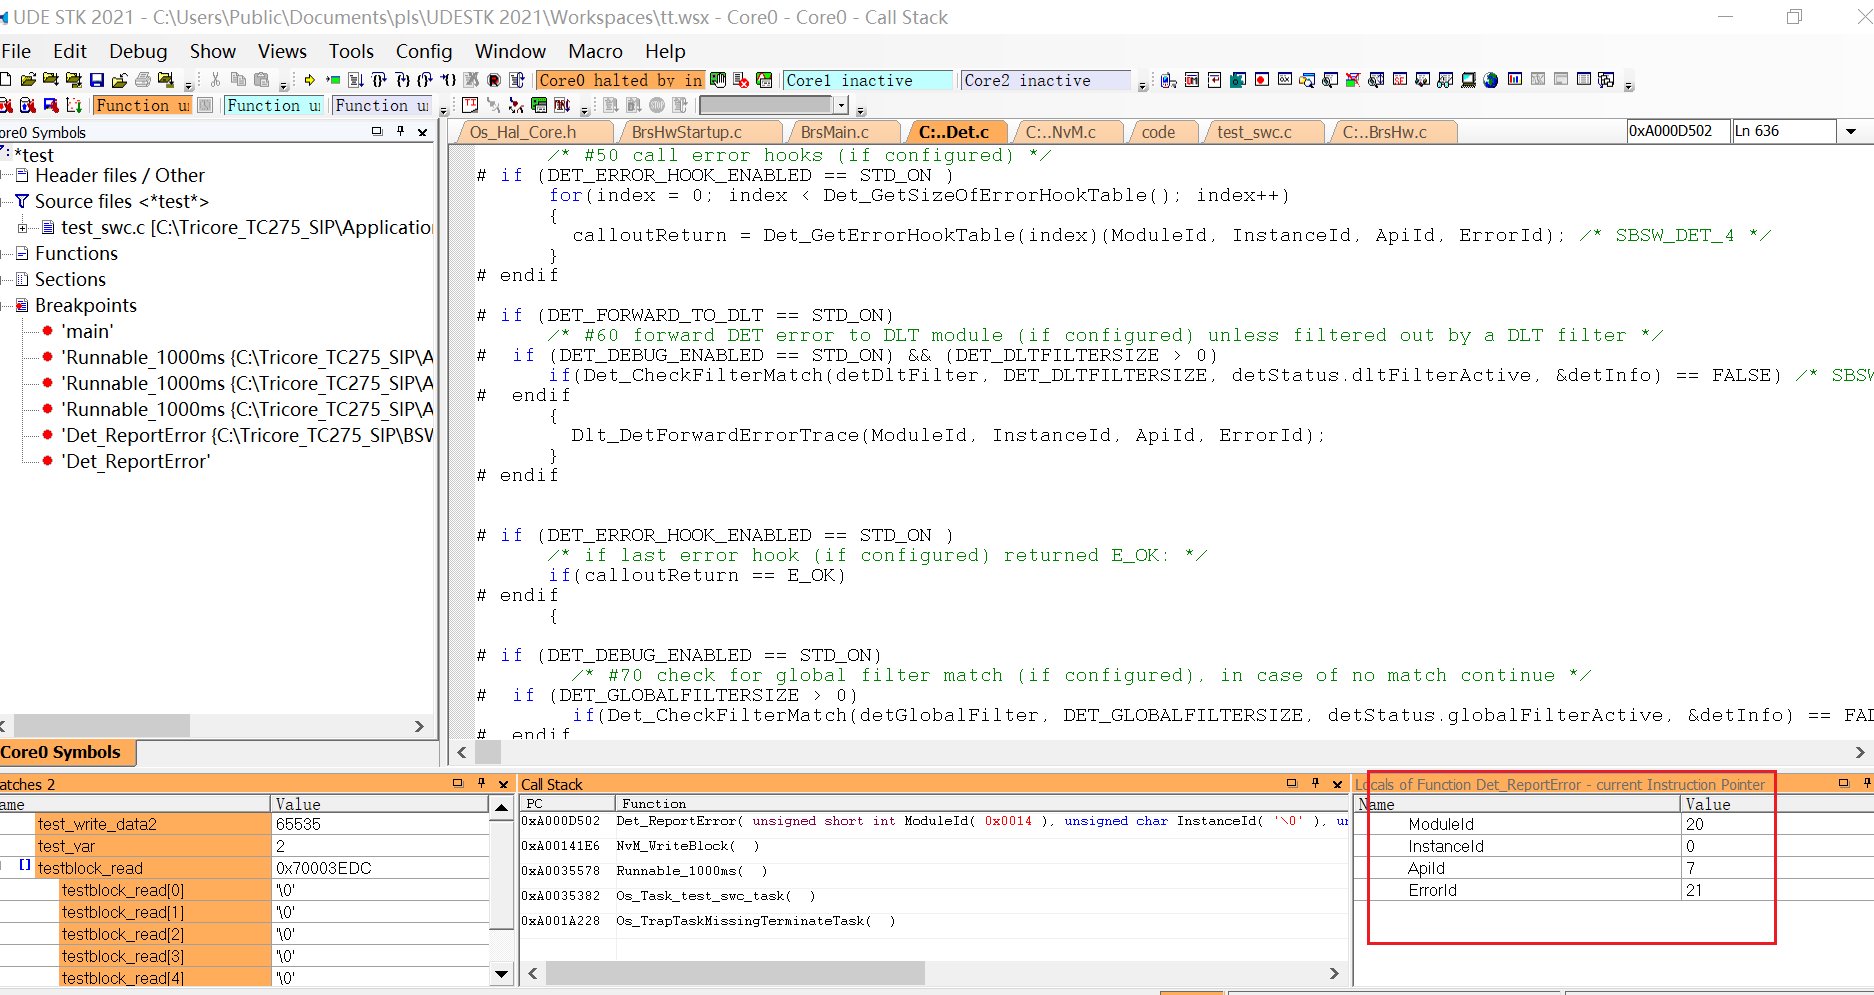 UDE STK 2021 - C:\Users\Public\Documents\pls\UDESTK 2021\Workspaces\tt.wsx - Core0 - Core0 - Call Stack
File Edit Debug Show Views Tools Config Window Macro Help
Core0 halted by in Core1 inactive Core2 inactive
Function u Function u Function u
ore0 Symbols
Os_Hal_Core.h BrsHwStartup.c BrsMain.c C:..Det.c C:..NvM.c code test_swc.c C:..BrsHw.c 0xA000D502 Ln 636
*test
Header files / Other
Source files <*test*>
test_swc.c [C:\Tricore_TC275_SIP\Application
Functions
Sections
Breakpoints
'main'
'Runnable_1000ms {C:\Tricore_TC275_SIP\A
'Runnable_1000ms {C:\Tricore_TC275_SIP\A
'Runnable_1000ms {C:\Tricore_TC275_SIP\A
'Det_ReportError {C:\Tricore_TC275_SIP\BSW
'Det_ReportError'
Core0 Symbols
/* #50 call error hooks (if configured) */
# if (DET_ERROR_HOOK_ENABLED == STD_ON )
for(index = 0; index < Det_GetSizeOfErrorHookTable(); index++)
{
calloutReturn = Det_GetErrorHookTable(index)(ModuleId, InstanceId, ApiId, ErrorId); /* SBSW_DET_4 */
}
# endif
# if (DET_FORWARD_TO_DLT == STD_ON)
/* #60 forward DET error to DLT module (if configured) unless filtered out by a DLT filter */
# if (DET_DEBUG_ENABLED == STD_ON) && (DET_DLTFILTERSIZE > 0)
if(Det_CheckFilterMatch(detDltFilter, DET_DLTFILTERSIZE, detStatus.dltFilterActive, &detInfo) == FALSE) /* SBSW
# endif
{
Dlt_DetForwardErrorTrace(ModuleId, InstanceId, ApiId, ErrorId);
}
# endif
# if (DET_ERROR_HOOK_ENABLED == STD_ON )
/* if last error hook (if configured) returned E_OK: */
if(calloutReturn == E_OK)
# endif
{
# if (DET_DEBUG_ENABLED == STD_ON)
/* #70 check for global filter match (if configured), in case of no match continue */
# if (DET_GLOBALFILTERSIZE > 0)
if(Det_CheckFilterMatch(detGlobalFilter, DET_GLOBALFILTERSIZE, detStatus.globalFilterActive, &detInfo) == FAL
# endif
atches 2
ame Value
test_write_data2 65535
test_var 2
[] testblock_read 0x70003EDC
testblock_read[0] '\0'
testblock_read[1] '\0'
testblock_read[2] '\0'
testblock_read[3] '\0'
testblock_read[4] '\0'
Call Stack
PC Function
0xA000D502 Det_ReportError( unsigned short int ModuleId( 0x0014 ), unsigned char InstanceId( '\0' ), un
0xA00141E6 NvM_WriteBlock( )
0xA0035578 Runnable_1000ms( )
0xA0035382 Os_Task_test_swc_task( )
0xA001A228 Os_TrapTaskMissingTerminateTask( )
Locals of Function Det_ReportError - current Instruction Pointer
Name Value
ModuleId 20
InstanceId 0
ApiId 7
ErrorId 21